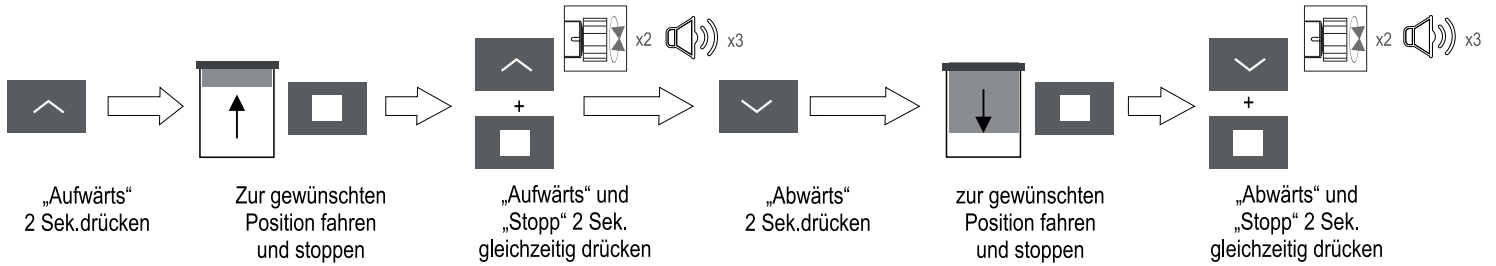 x2 x3
x2 x3
+
+
„Aufwärts“
2 Sek.drücken
Zur gewünschten
Position fahren
und stoppen
„Aufwärts“ und
„Stopp“ 2 Sek.
gleichzeitig drücken
„Abwärts“
2 Sek.drücken
zur gewünschten
Position fahren
und stoppen
„Abwärts“ und
„Stopp“ 2 Sek.
gleichzeitig drücken